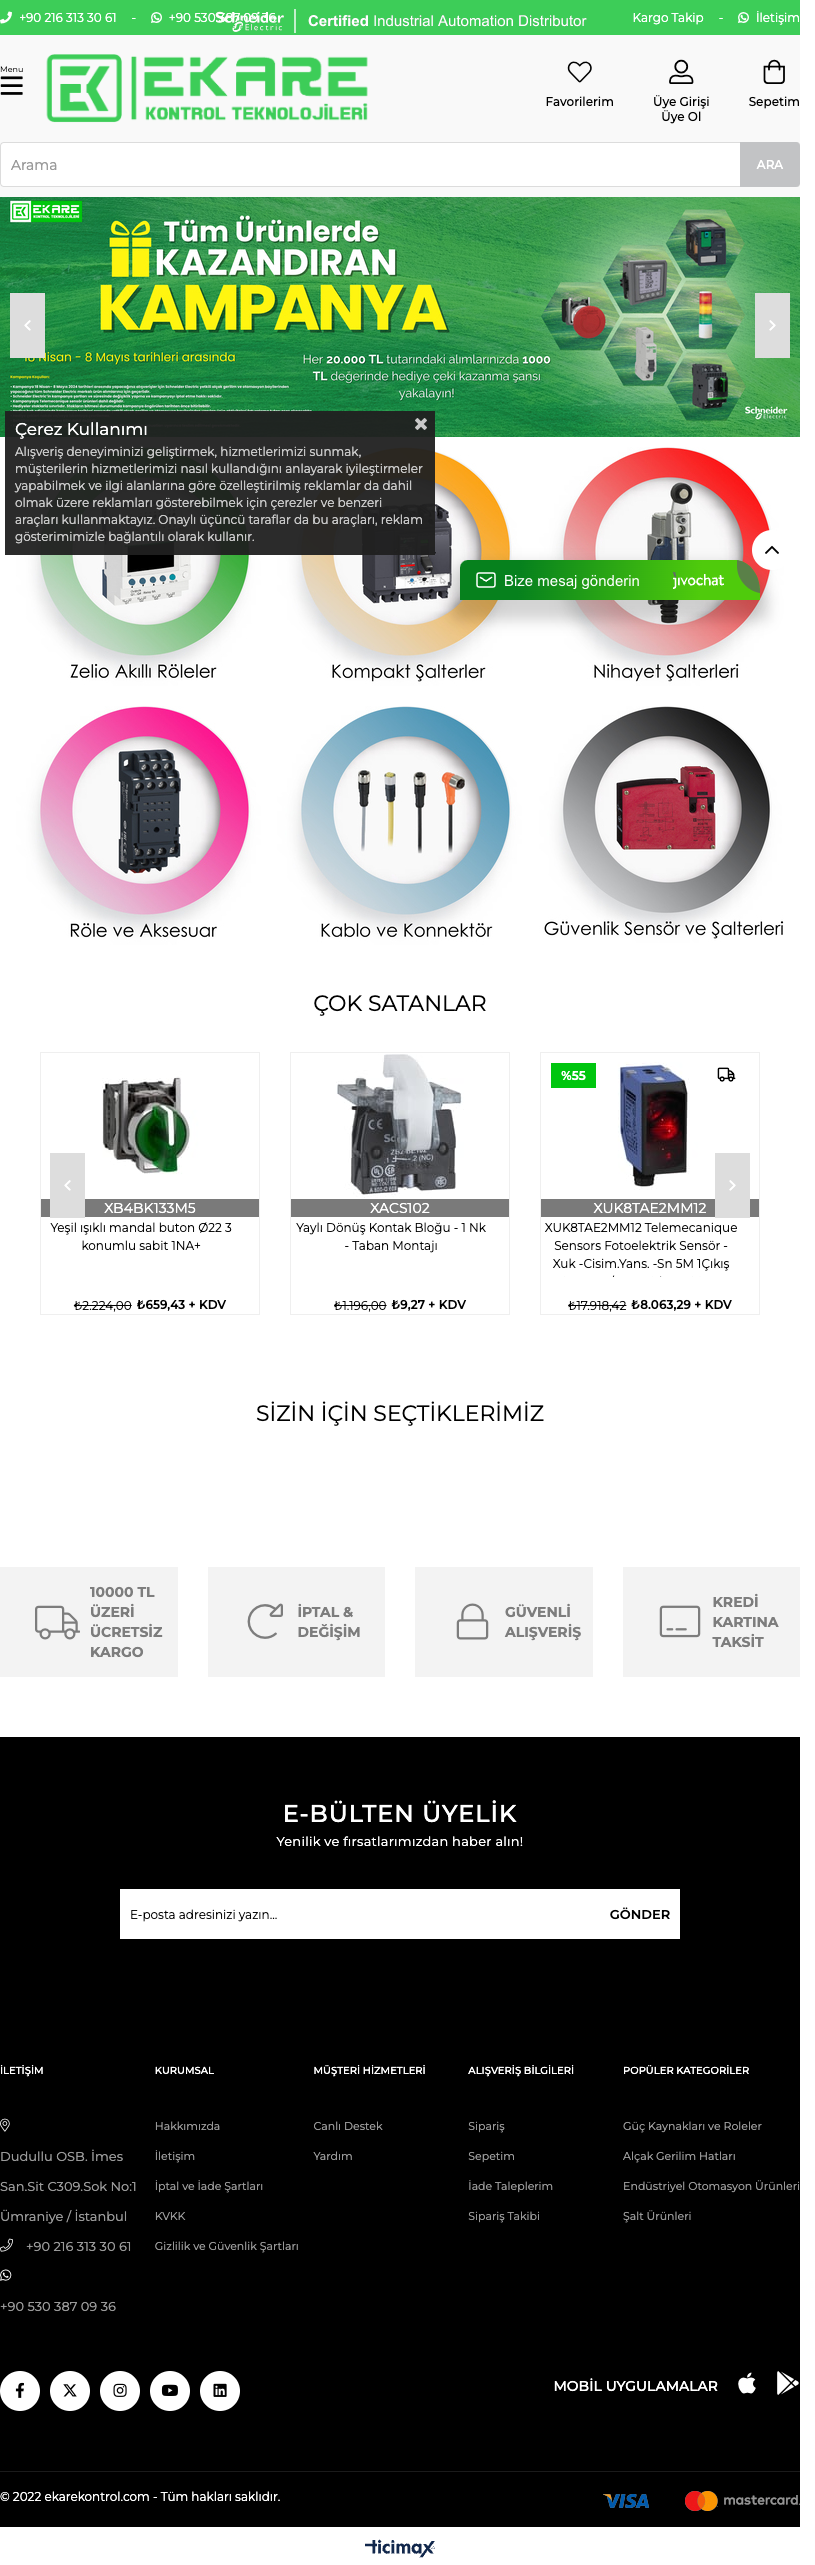 +90 216 313 30 61 - +90 530 387 09 36
Schneider Electric
Certified Industrial Automation Distributor
Kargo Takip - İletişim
Menu
EKARE
KONTROL TEKNOLOJİLERİ
Favorilerim
Üye Girişi
Üye Ol
Sepetim
Arama
ARA
EKARE
KONTROL TEKNOLOJİLERİ
Tüm Ürünlerde
KAZANDIRAN
KAMPANYA
18 Nisan - 8 Mayıs tarihleri arasında
Her 20.000 TL tutarındaki alımlarınızda 1000
TL değerinde hediye çeki kazanma şansı
yakalayın!
Kampanya Koşulları:
Schneider Electric
Çerez Kullanımı
Alışveriş deneyiminizi geliştirmek, hizmetlerimizi sunmak,
müşterilerin hizmetlerimizi nasıl kullandığını anlayarak iyileştirmeler
yapabilmek ve ilgi alanlarına göre özelleştirilmiş reklamlar da dahil
olmak üzere reklamları gösterebilmek için çerezler ve benzeri
araçları kullanmaktayız. Onaylı üçüncü taraflar da bu araçları, reklam
gösterimimizle bağlantılı olarak kullanır.
Bize mesaj gönderin
jivochat
Zelio Akıllı Röleler
Kompakt Şalterler
Nihayet Şalterleri
Röle ve Aksesuar
Kablo ve Konnektör
Güvenlik Sensör ve Şalterleri
ÇOK SATANLAR
XB4BK133M5
Yeşil ışıklı mandal buton Ø22 3
konumlu sabit 1NA+
₺2.224,00 ₺659,43 + KDV
XACS102
Yaylı Dönüş Kontak Bloğu - 1 Nk
- Taban Montajı
₺1.196,00 ₺9,27 + KDV
%55
XUK8TAE2MM12
XUK8TAE2MM12 Telemecanique
Sensors Fotoelektrik Sensör -
Xuk -Cisim.Yans. -Sn 5M 1Çıkış
₺17.918,42 ₺8.063,29 + KDV
SİZİN İÇİN SEÇTİKLERİMİZ
10000 TL
ÜZERİ
ÜCRETSİZ
KARGO
İPTAL &
DEĞİŞİM
GÜVENLİ
ALIŞVERİŞ
KREDİ
KARTINA
TAKSİT
E-BÜLTEN ÜYELİK
Yenilik ve fırsatlarımızdan haber alın!
E-posta adresinizi yazın...
GÖNDER
İLETİŞİM
Dudullu OSB. İmes
San.Sit C309.Sok No:1
Ümraniye / İstanbul
+90 216 313 30 61
+90 530 387 09 36
KURUMSAL
Hakkımızda
İletişim
İptal ve İade Şartları
KVKK
Gizlilik ve Güvenlik Şartları
MÜŞTERİ HİZMETLERİ
Canlı Destek
Yardım
ALIŞVERİŞ BİLGİLERİ
Sipariş
Sepetim
İade Taleplerim
Sipariş Takibi
POPÜLER KATEGORİLER
Güç Kaynakları ve Roleler
Alçak Gerilim Hatları
Endüstriyel Otomasyon Ürünleri
Şalt Ürünleri
MOBİL UYGULAMALAR
© 2022 ekarekontrol.com - Tüm hakları saklıdır.
VISA
mastercard.
ticimax